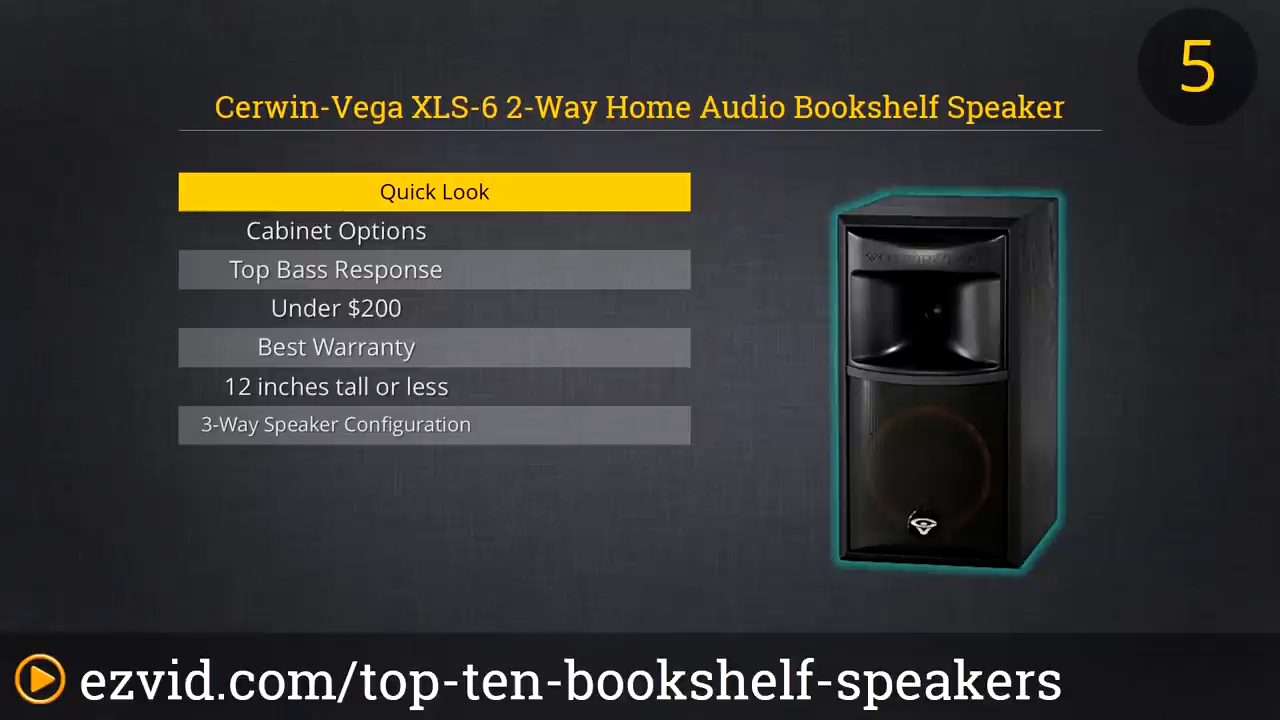 5
Cerwin-Vega XLS-6 2-Way Home Audio Bookshelf Speaker
Quick Look
Cabinet Options
Top Bass Response
Under $200
Best Warranty
12 inches tall or less
3-Way Speaker Configuration
ezvid.com/top-ten-bookshelf-speakers